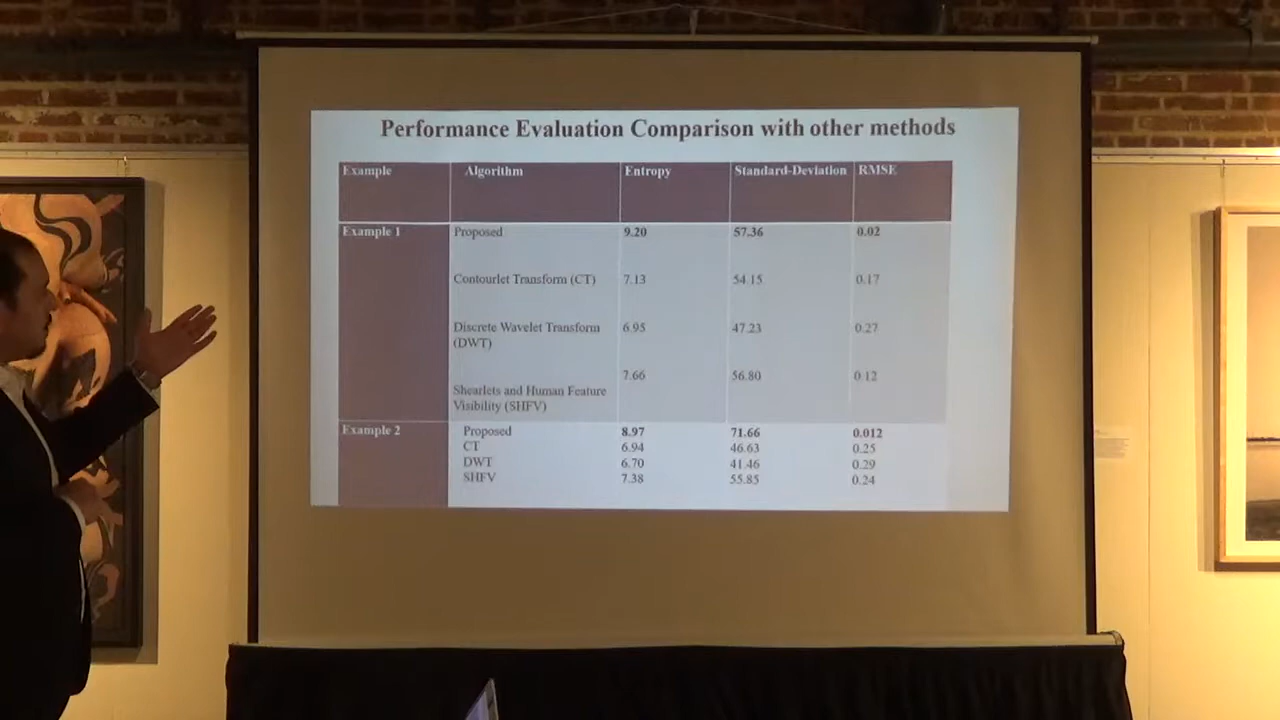 Performance Evaluation Comparison with other methods
Example Algorithm Entropy Standard-Deviation RMSE
Example 1 Proposed 9.20 57.36 0.02
Contourlet Transform (CT) 7.13 54.15 0.17
Discrete Wavelet Transform (DWT) 6.95 47.23 0.27
Shearlets and Human Feature Visibility (SHFV) 7.66 56.80 0.12
Example 2 Proposed 8.97 71.66 0.012
CT 6.94 46.63 0.25
DWT 6.70 41.46 0.29
SHFV 7.38 55.85 0.24